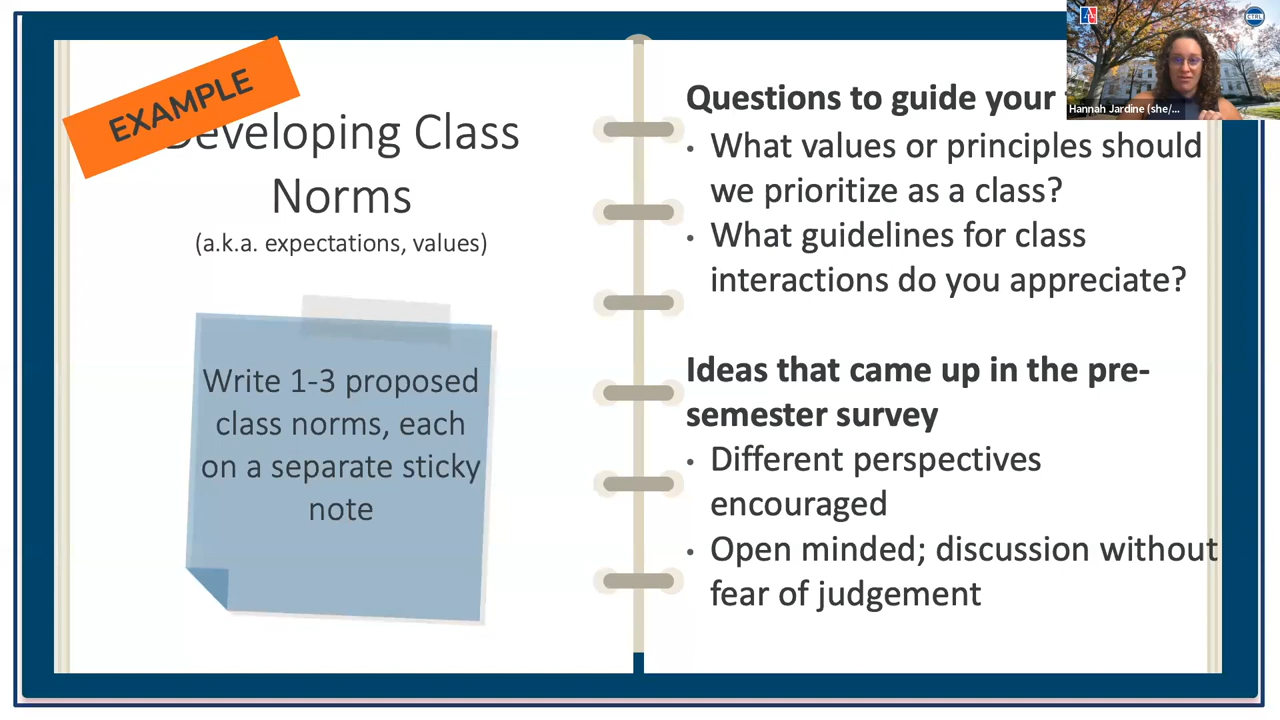 EXAMPLE
Developing Class
Norms
(a.k.a. expectations, values)
Write 1-3 proposed
class norms, each
on a separate sticky
note
Questions to guide your
• What values or principles should
we prioritize as a class?
• What guidelines for class
interactions do you appreciate?
Ideas that came up in the pre-
semester survey
• Different perspectives
encouraged
• Open minded; discussion without
fear of judgement
CTRL
Hannah Jardine (she/...